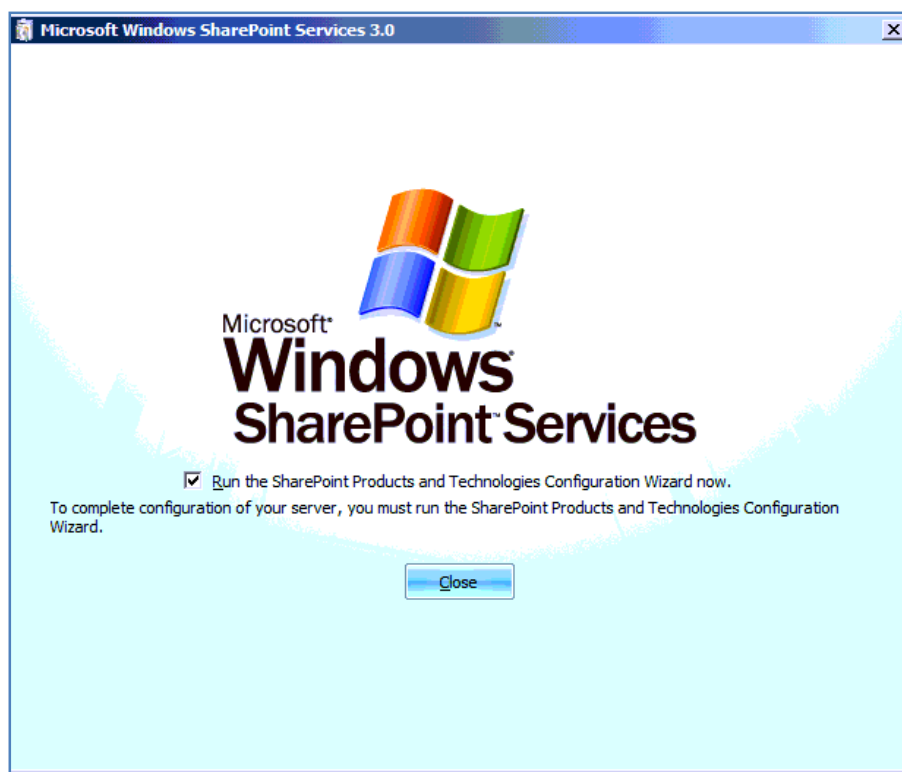 Microsoft Windows SharePoint Services 3.0
Microsoft®
Windows®
SharePoint™ Services
Run the SharePoint Products and Technologies Configuration Wizard now.
To complete configuration of your server, you must run the SharePoint Products and Technologies Configuration
Wizard.
Close